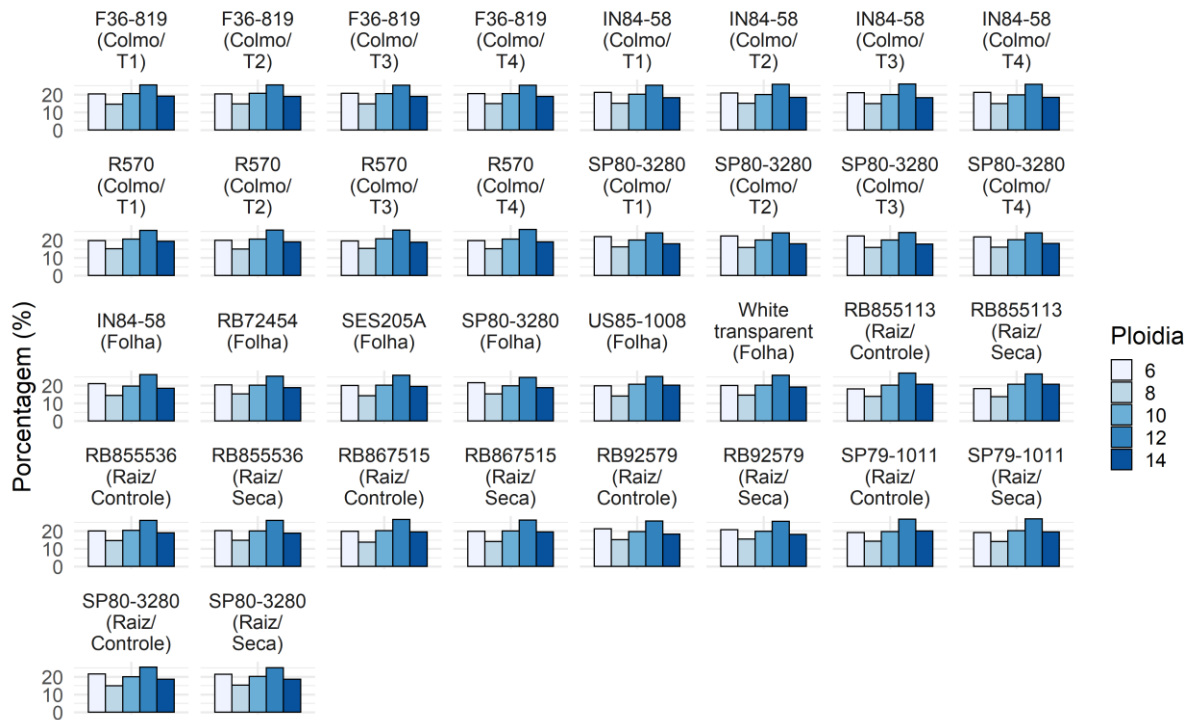 F36-819 F36-819 F36-819 F36-819 IN84-58 IN84-58 IN84-58 IN84-58
(Colmo/ (Colmo/ (Colmo/ (Colmo/ (Colmo/ (Colmo/ (Colmo/ (Colmo/
T1) T2) T3) T4) T1) T2) T3) T4)
20
10
0
R570 R570 R570 R570 SP80-3280 SP80-3280 SP80-3280 SP80-3280
(Colmo/ (Colmo/ (Colmo/ (Colmo/ (Colmo/ (Colmo/ (Colmo/ (Colmo/
T1) T2) T3) T4) T1) T2) T3) T4)
20
10
0
Porcentagem (%)
IN84-58 RB72454 SES205A SP80-3280 US85-1008 White RB855113 RB855113
(Folha) (Folha) (Folha) (Folha) (Folha) transparent (Raiz/ (Raiz/
(Folha) Controle) Seca)
20
10
0
RB855536 RB855536 RB867515 RB867515 RB92579 RB92579 SP79-1011 SP79-1011
(Raiz/ (Raiz/ (Raiz/ (Raiz/ (Raiz/ (Raiz/ (Raiz/ (Raiz/
Controle) Seca) Controle) Seca) Controle) Seca) Controle) Seca)
20
10
0
SP80-3280 SP80-3280
(Raiz/ (Raiz/
Controle) Seca)
20
10
0
Ploidia
6
8
10
12
14